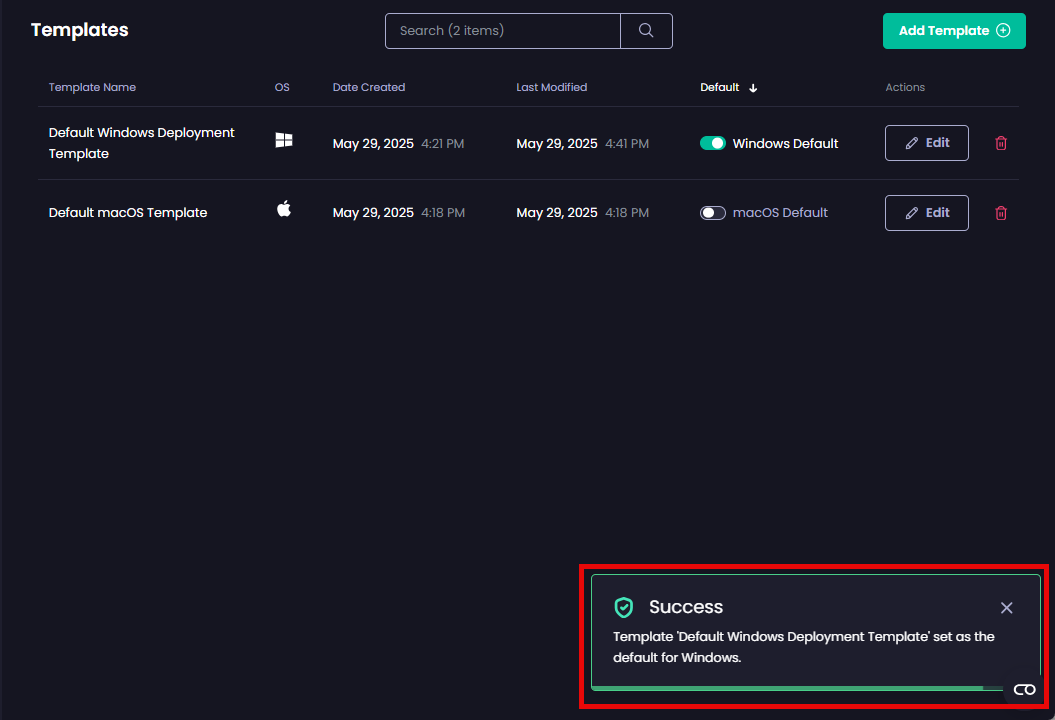 Templates
Search (2 items)
Add Template
Template Name OS Date Created Last Modified Default Actions
Default Windows Deployment
Template
May 29, 2025 4:21 PM May 29, 2025 4:41 PM Windows Default Edit
Default macOS Template May 29, 2025 4:18 PM May 29, 2025 4:18 PM macOS Default Edit
Success
Template 'Default Windows Deployment Template' set as the
default for Windows.